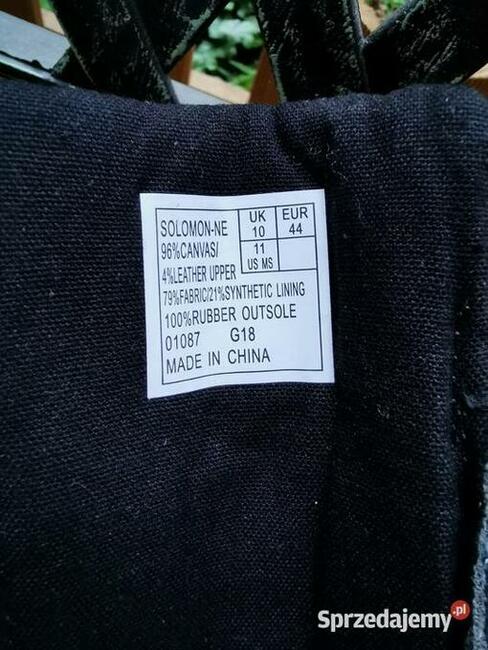 SOLOMON-NE
UK EUR
10 44
96%CANVAS/
11
US MS
4%LEATHER UPPER
79%FABRIC/21%SYNTHETIC LINING
100%RUBBER OUTSOLE
01087 G18
MADE IN CHINA
Sprzedajemy.pl